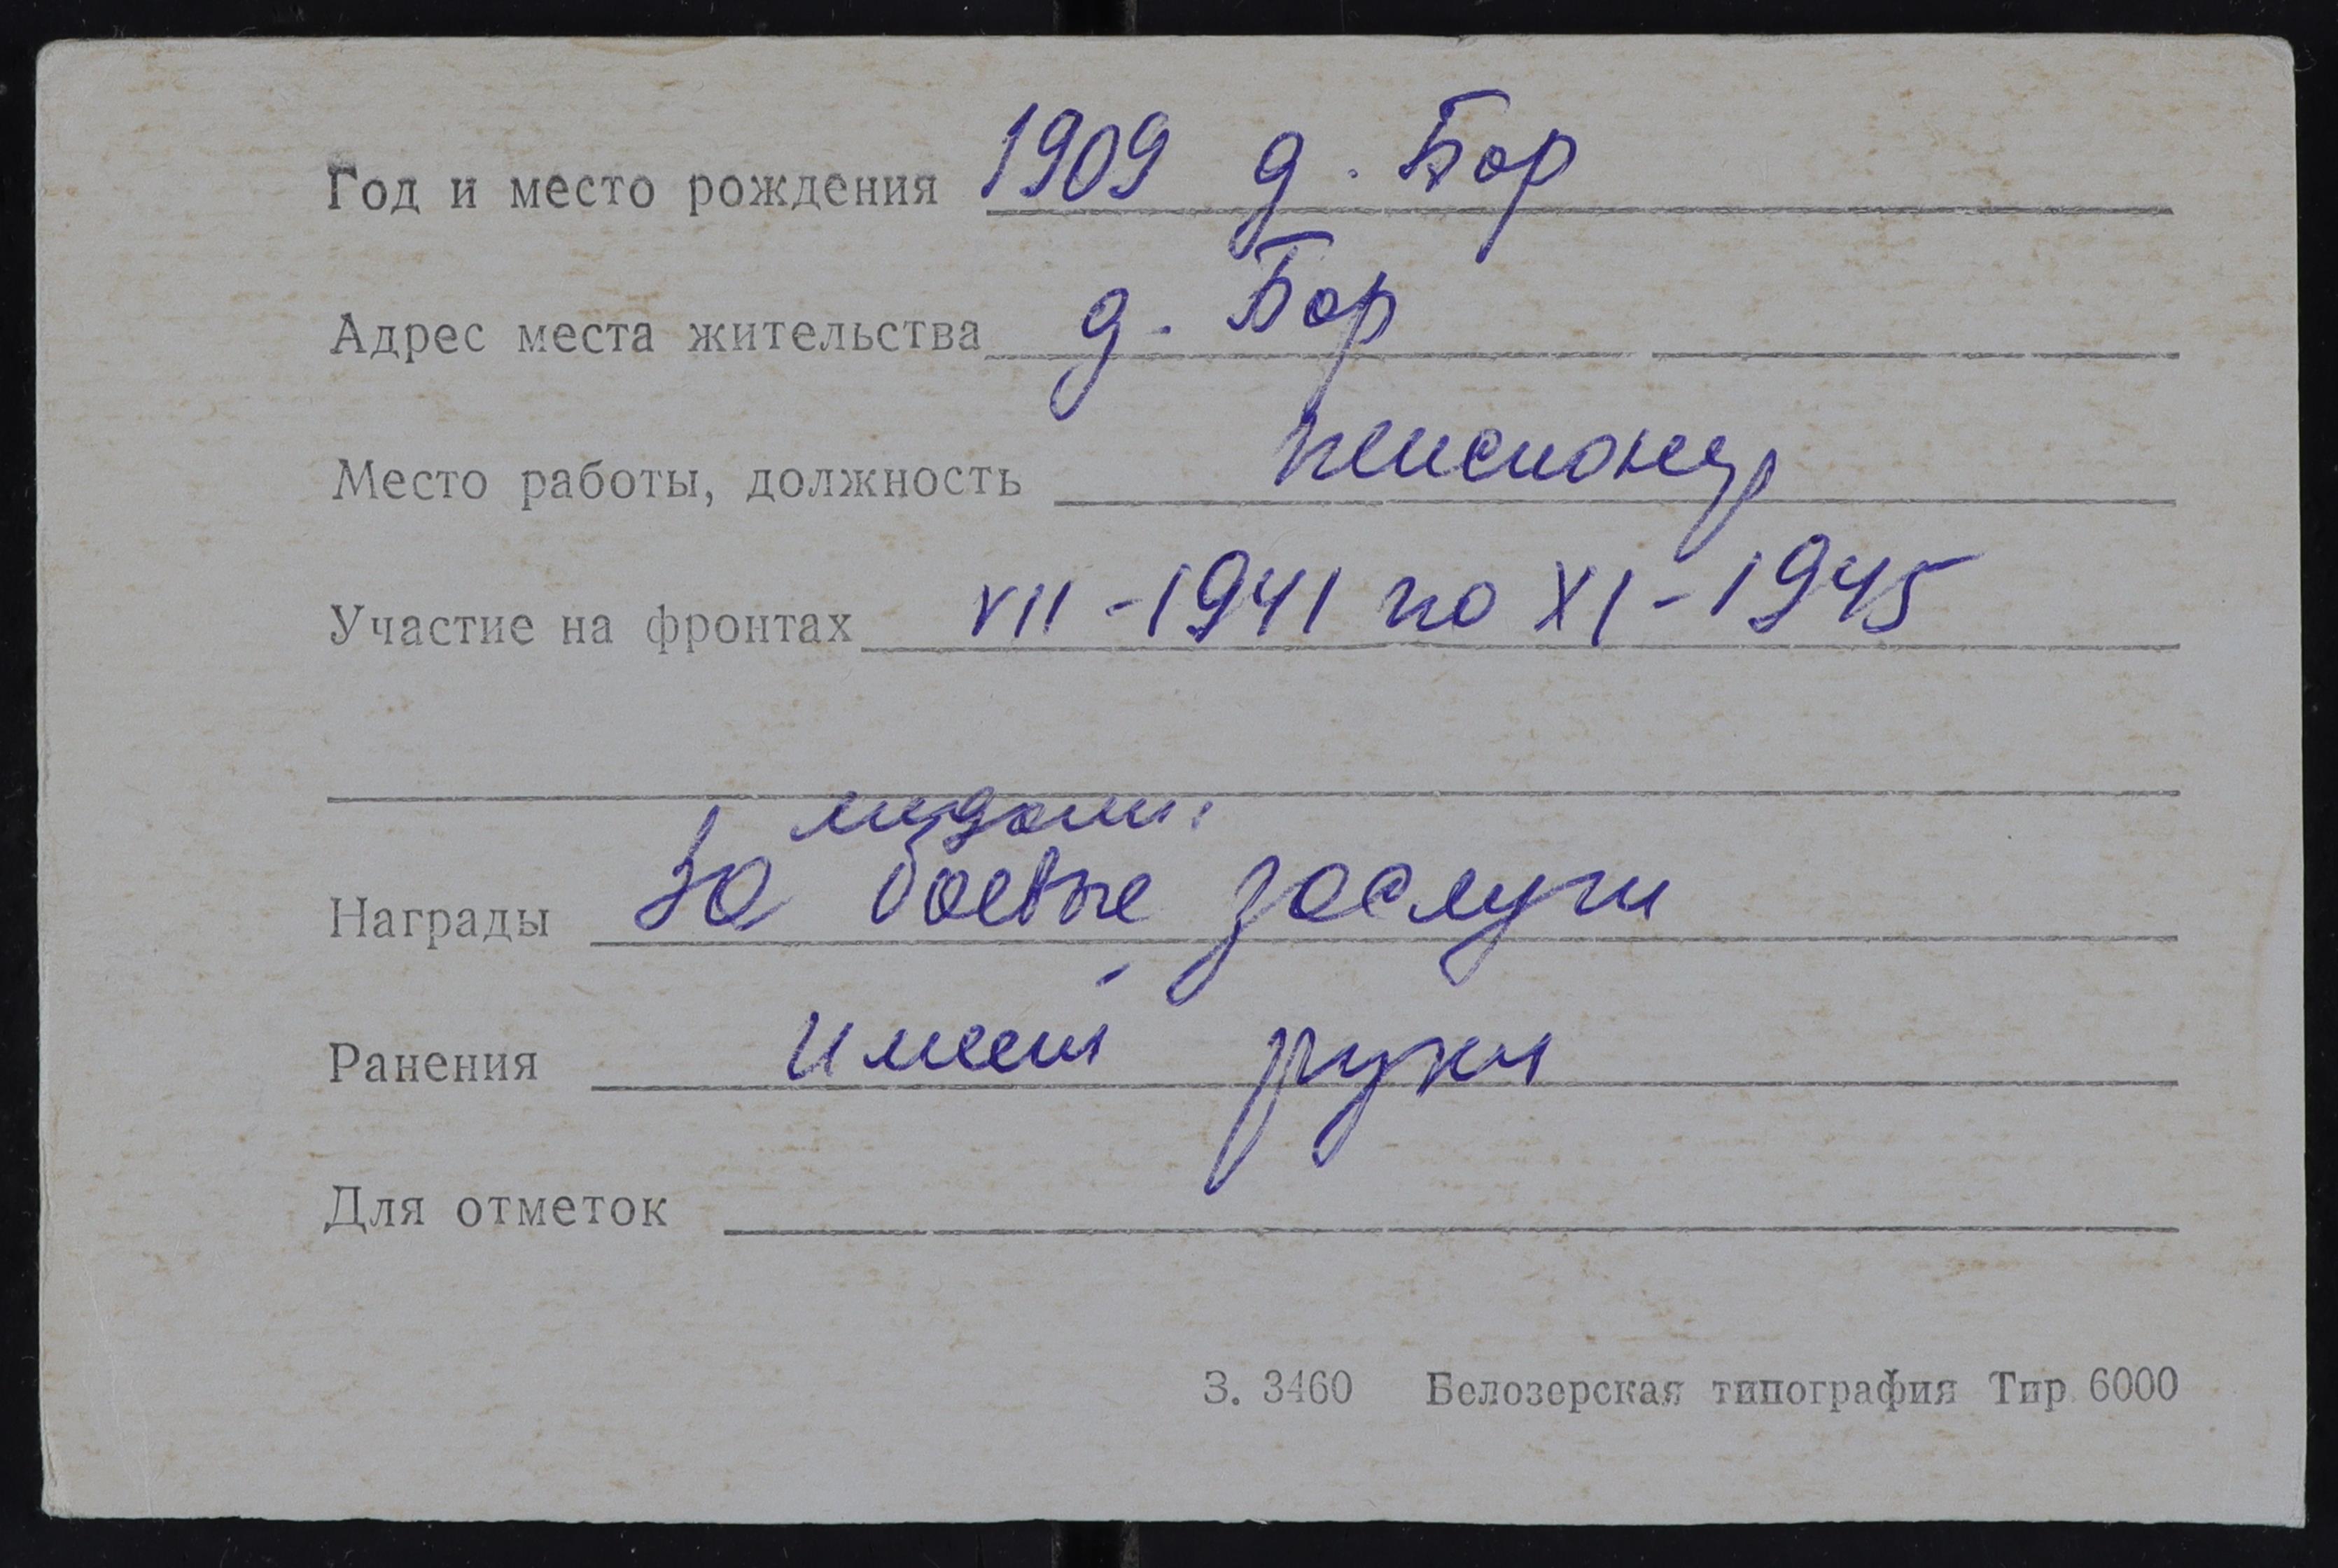 Год и место рождения 1909 д. Бор
Адрес места жительства д. Бор
Место работы, должность пенсионер
Участие на фронтах VII - 1941 по XI - 1945
медали:
Награды За боевые заслуги
Ранения имеет руки
Для отметок
З. 3460 Белозерская типография Тир 6000